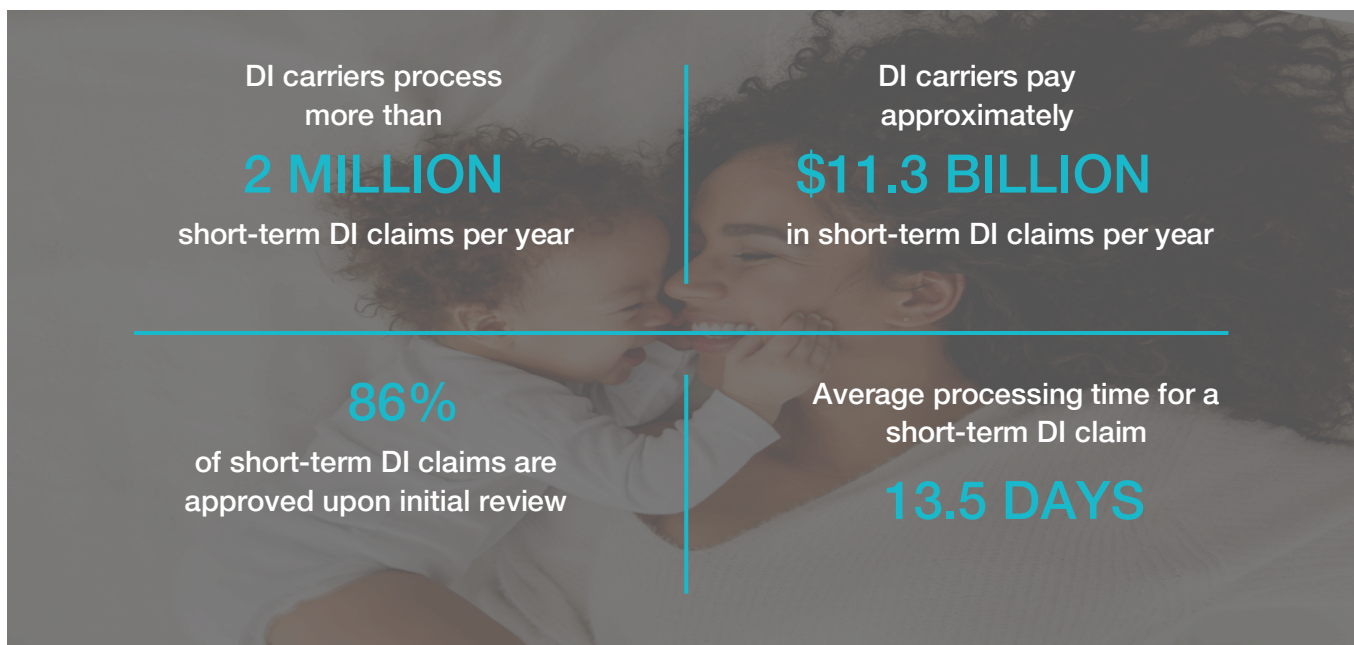 DI carriers process
more than
2 MILLION
short-term DI claims per year
DI carriers pay
approximately
$11.3 BILLION
in short-term DI claims per year
86%
of short-term DI claims are
approved upon initial review
Average processing time for a
short-term DI claim
13.5 DAYS